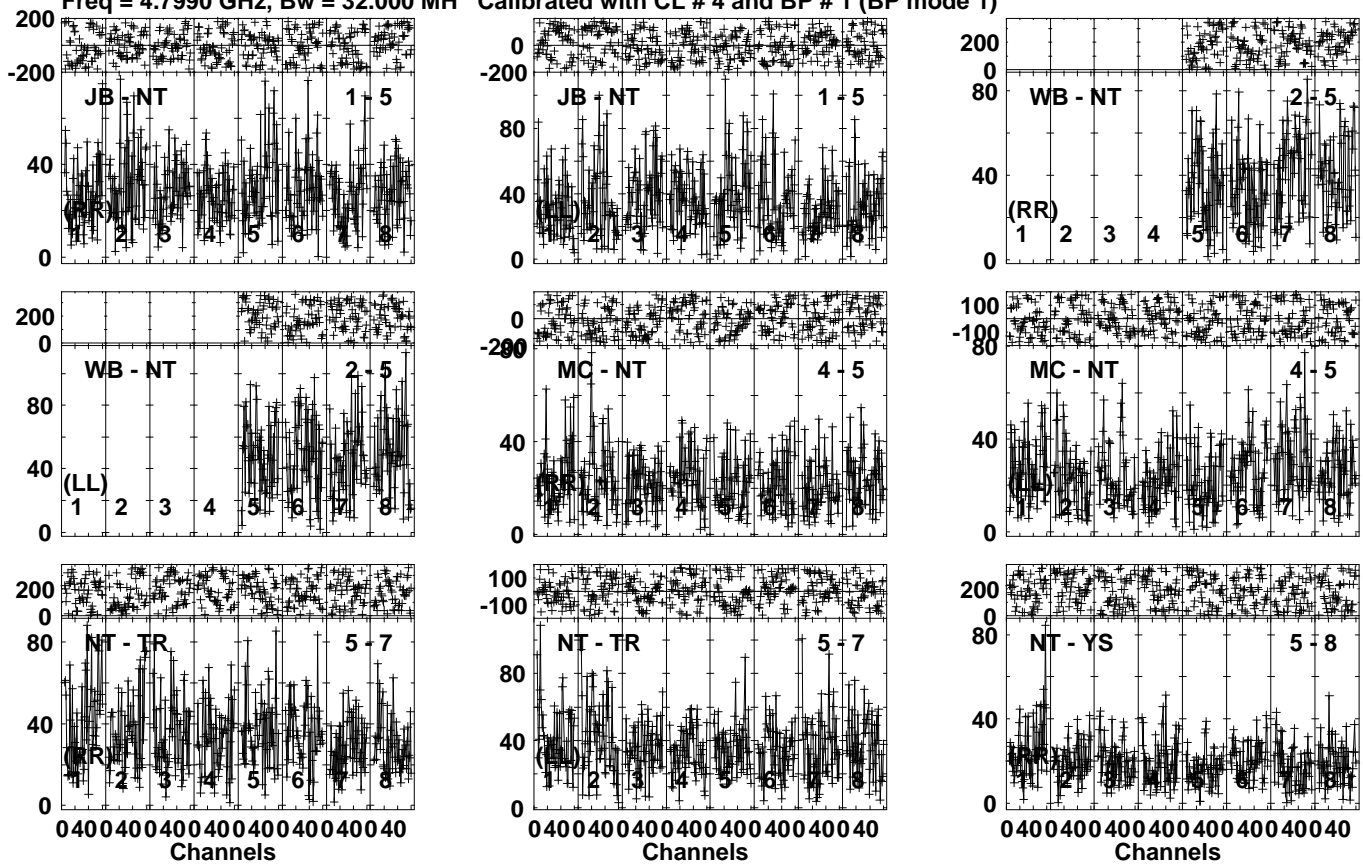 Freq = 4.7990 GHz, Bw = 32.000 MH Calibrated with CL # 4 and BP # 1 (BP mode 1)
200
-200
JB - NT 1 - 5
40
0
(RR)
1 2 3 4 5 6 7 8
0
-200
JB - NT 1 - 5
80
40
0
(LL)
1 2 3 4 5 6 7 8
200
0
WB - NT 2 - 5
80
40
0
(RR)
1 2 3 4 5 6 7 8
200
0
WB - NT 2 - 5
80
40
0
(LL)
1 2 3 4 5 6 7 8
0
-200
80
MC - NT 4 - 5
40
0
(RR)
1 2 3 4 5 6 7 8
100
-100
80
MC - NT 4 - 5
40
0
(LL)
1 2 3 4 5 6 7 8
200
0
NT - TR 5 - 7
80
40
0
(RR)
1 2 3 4 5 6 7 8
0 40 0 40 0 40 0 40 0 40 0 40 0 40 0 40
Channels
100
-100
NT - TR 5 - 7
80
40
0
(LL)
1 2 3 4 5 6 7 8
0 40 0 40 0 40 0 40 0 40 0 40 0 40 0 40
Channels
200
0
NT - YS 5 - 8
80
40
0
(RR)
1 2 3 4 5 6 7 8
0 40 0 40 0 40 0 40 0 40 0 40 0 40 0 40
Channels